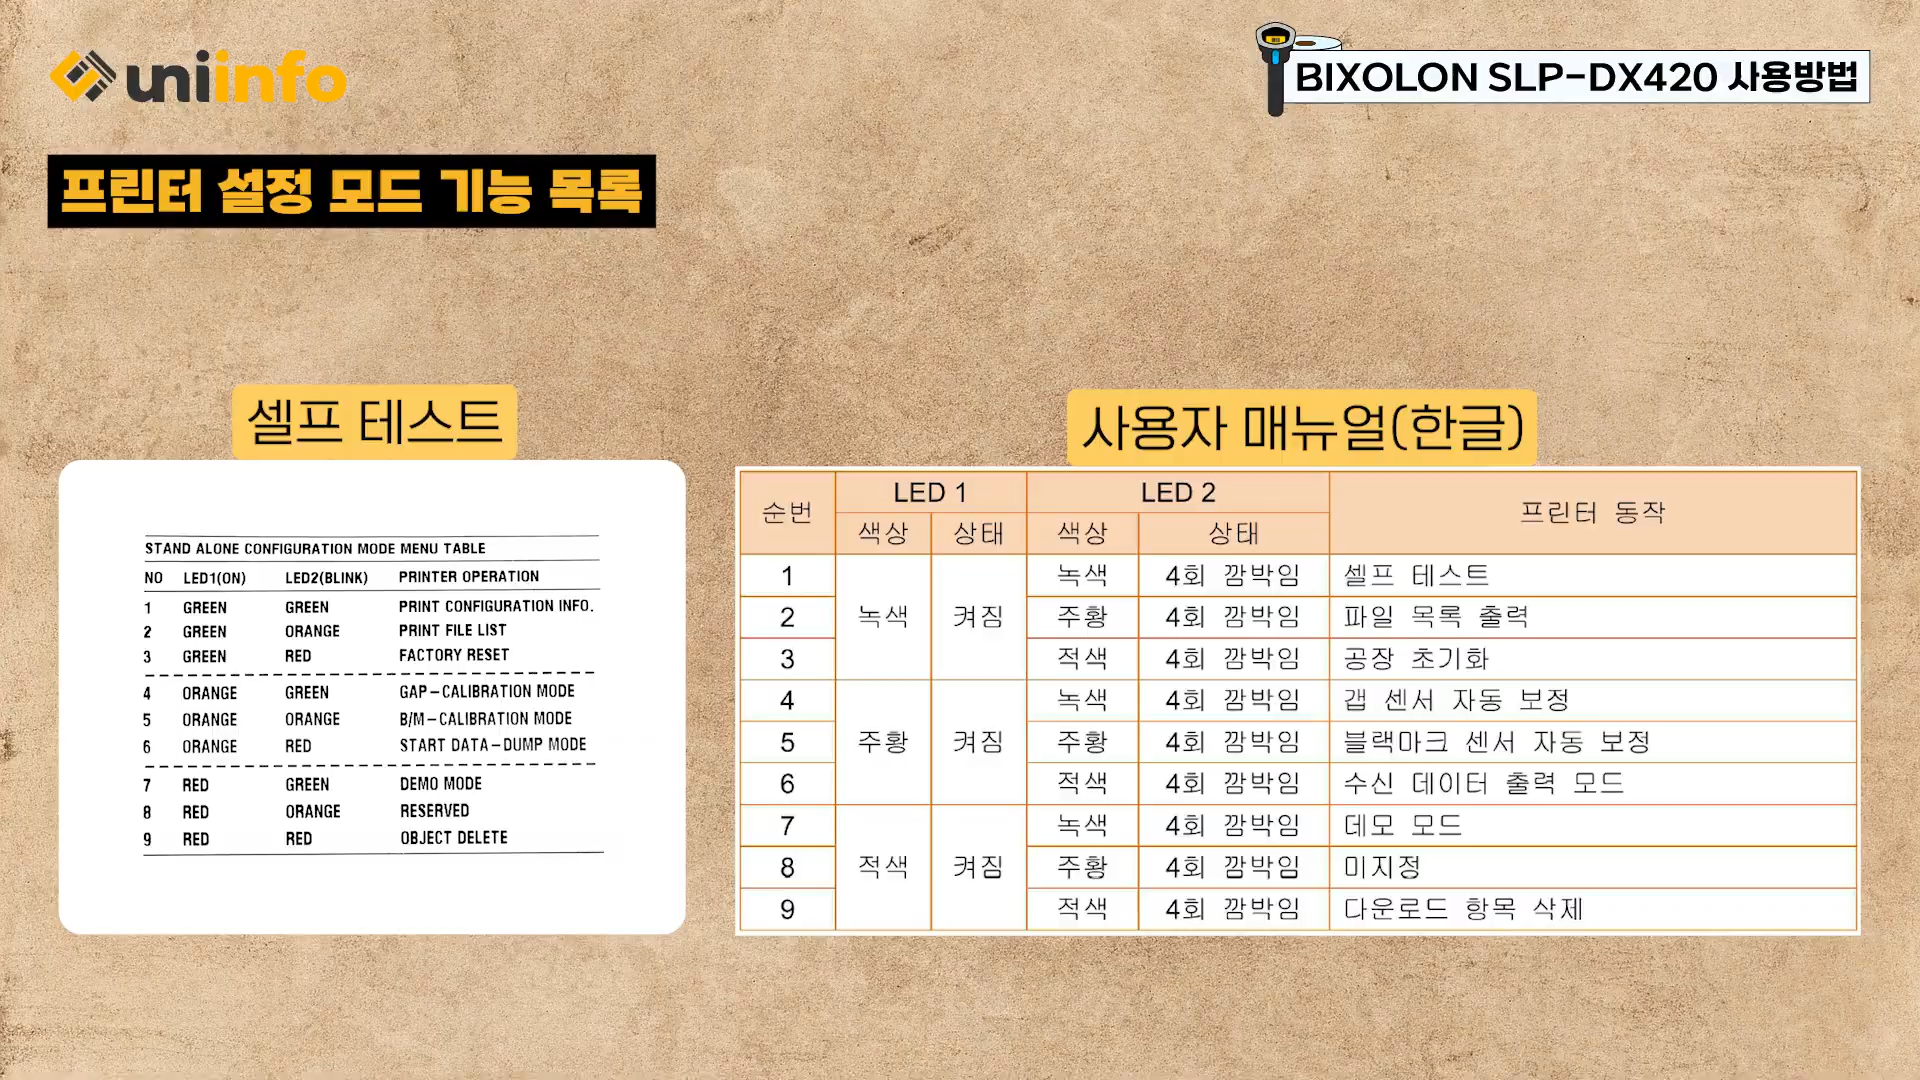 uniinfo
BIXOLON SLP-DX420 사용방법
프린터 설정 모드 기능 목록
셀프 테스트
STAND ALONE CONFIGURATION MODE MENU TABLE
NO LED1(ON) LED2(BLINK) PRINTER OPERATION
1 GREEN GREEN PRINT CONFIGURATION INFO.
2 GREEN ORANGE PRINT FILE LIST
3 GREEN RED FACTORY RESET
4 ORANGE GREEN GAP-CALIBRATION MODE
5 ORANGE ORANGE B/M-CALIBRATION MODE
6 ORANGE RED START DATA-DUMP MODE
7 RED GREEN DEMO MODE
8 RED ORANGE RESERVED
9 RED RED OBJECT DELETE
사용자 매뉴얼(한글)
순번 LED 1 LED 2 프린터 동작
색상 상태 색상 상태
1 녹색 4회 깜박임 셀프 테스트
2 녹색 켜짐 주황 4회 깜박임 파일 목록 출력
3 적색 4회 깜박임 공장 초기화
4 녹색 4회 깜박임 갭 센서 자동 보정
5 주황 켜짐 주황 4회 깜박임 블랙마크 센서 자동 보정
6 적색 4회 깜박임 수신 데이터 출력 모드
7 녹색 4회 깜박임 데모 모드
8 적색 켜짐 주황 4회 깜박임 미지정
9 적색 4회 깜박임 다운로드 항목 삭제